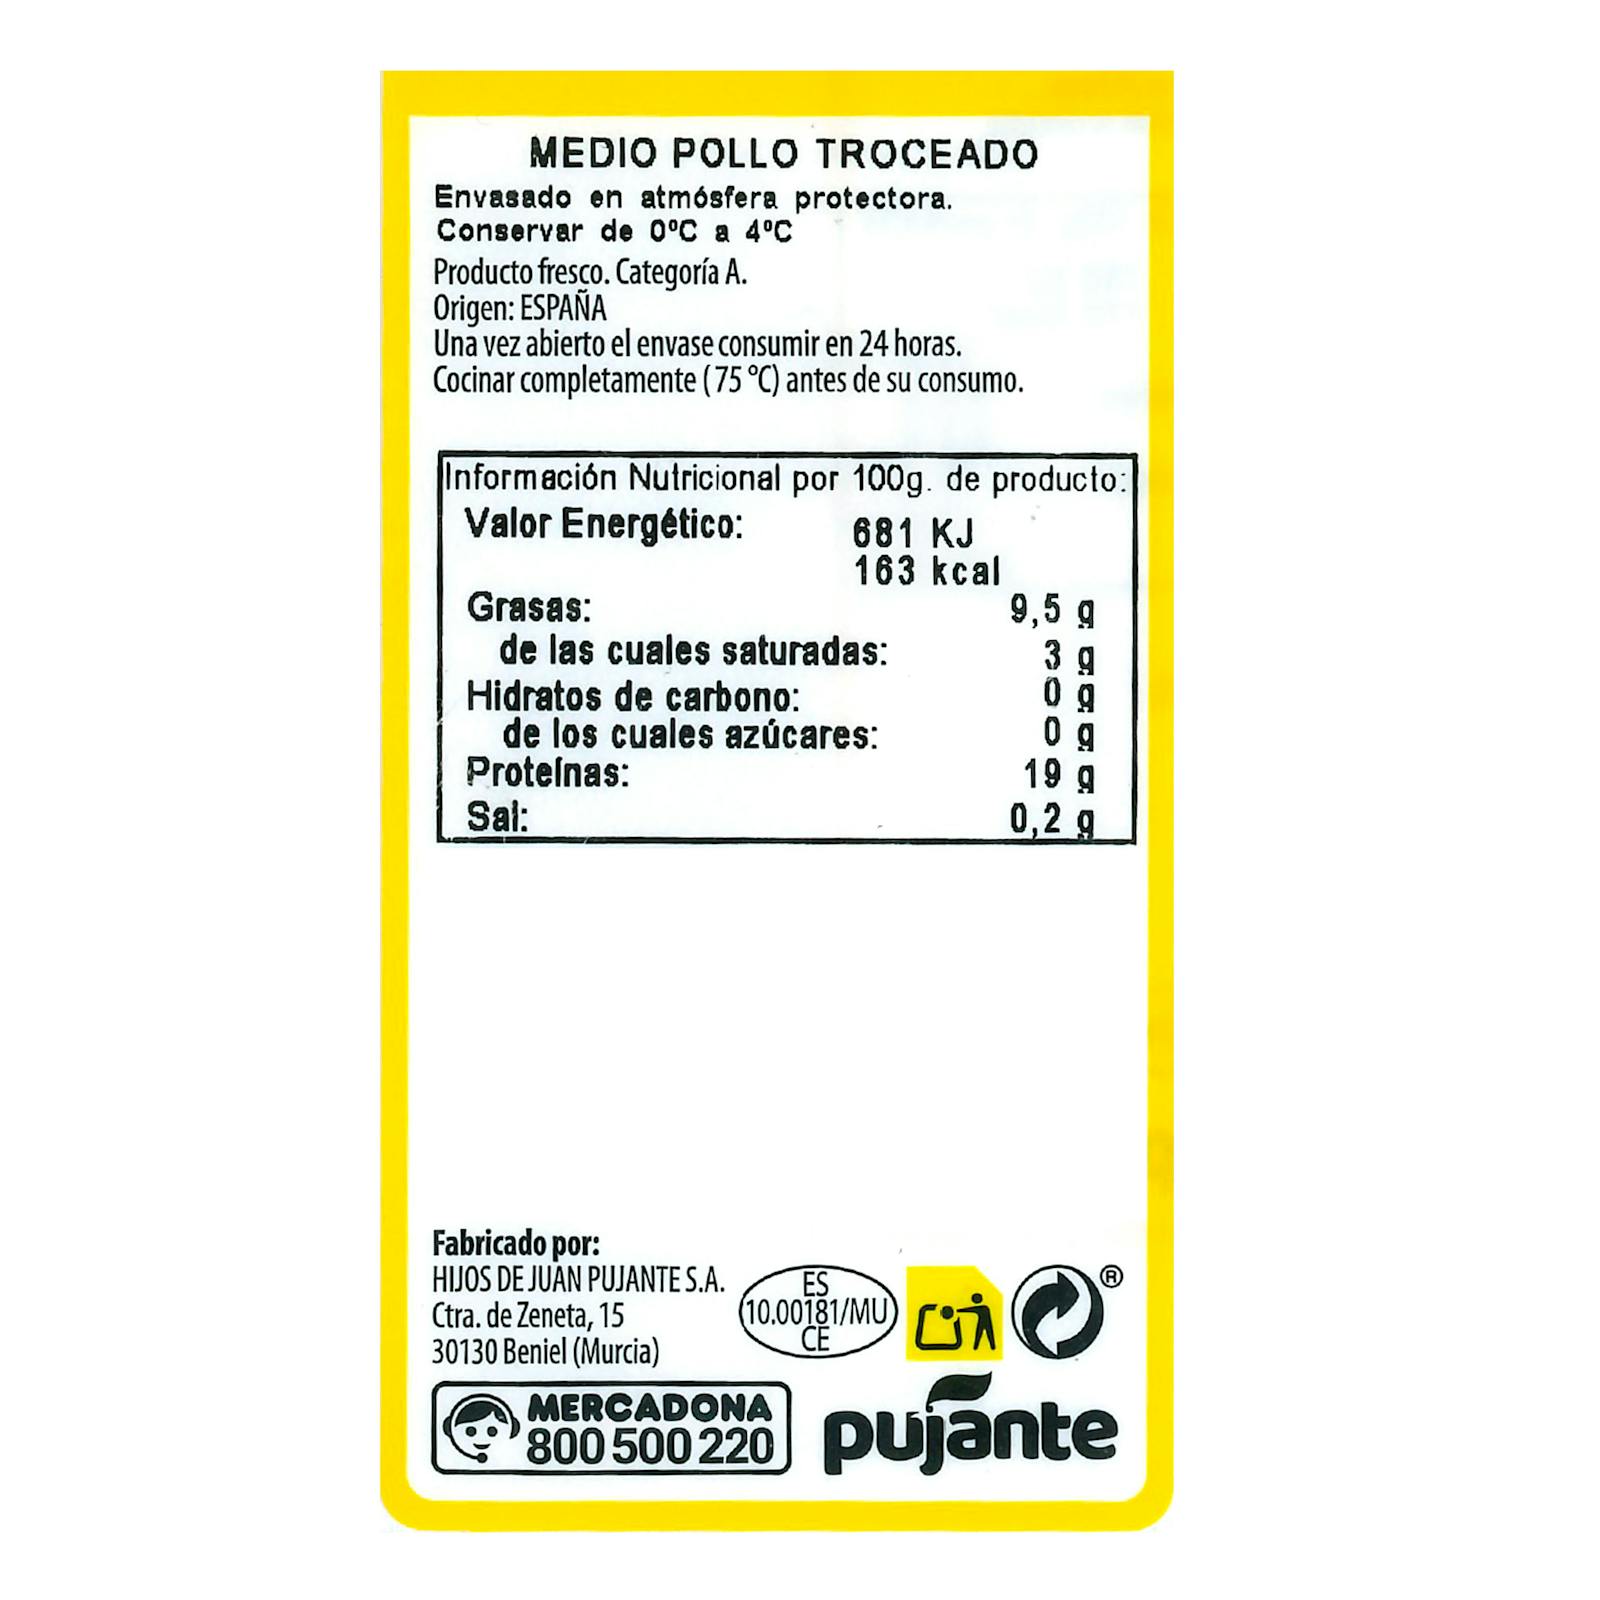 MEDIO POLLO TROCEADO
Envasado en atmósfera protectora.
Conservar de 0ºC a 4ºC
Producto fresco. Categoría A.
Origen: ESPAÑA
Una vez abierto el envase consumir en 24 horas.
Cocinar completamente (75 °C) antes de su consumo.
Información Nutricional por 100g. de producto:
Valor Energético: 681 KJ
163 kcal
Grasas: 9,5 g
de las cuales saturadas: 3 g
Hidratos de carbono: 0 g
de los cuales azúcares: 0 g
Proteínas: 19 g
Sal: 0,2 g
Fabricado por:
HIJOS DE JUAN PUJANTE S.A.
Ctra. de Zeneta, 15
30130 Beniel (Murcia)
ES
10.00181/MU
CE
®
MERCADONA
800 500 220
pujante